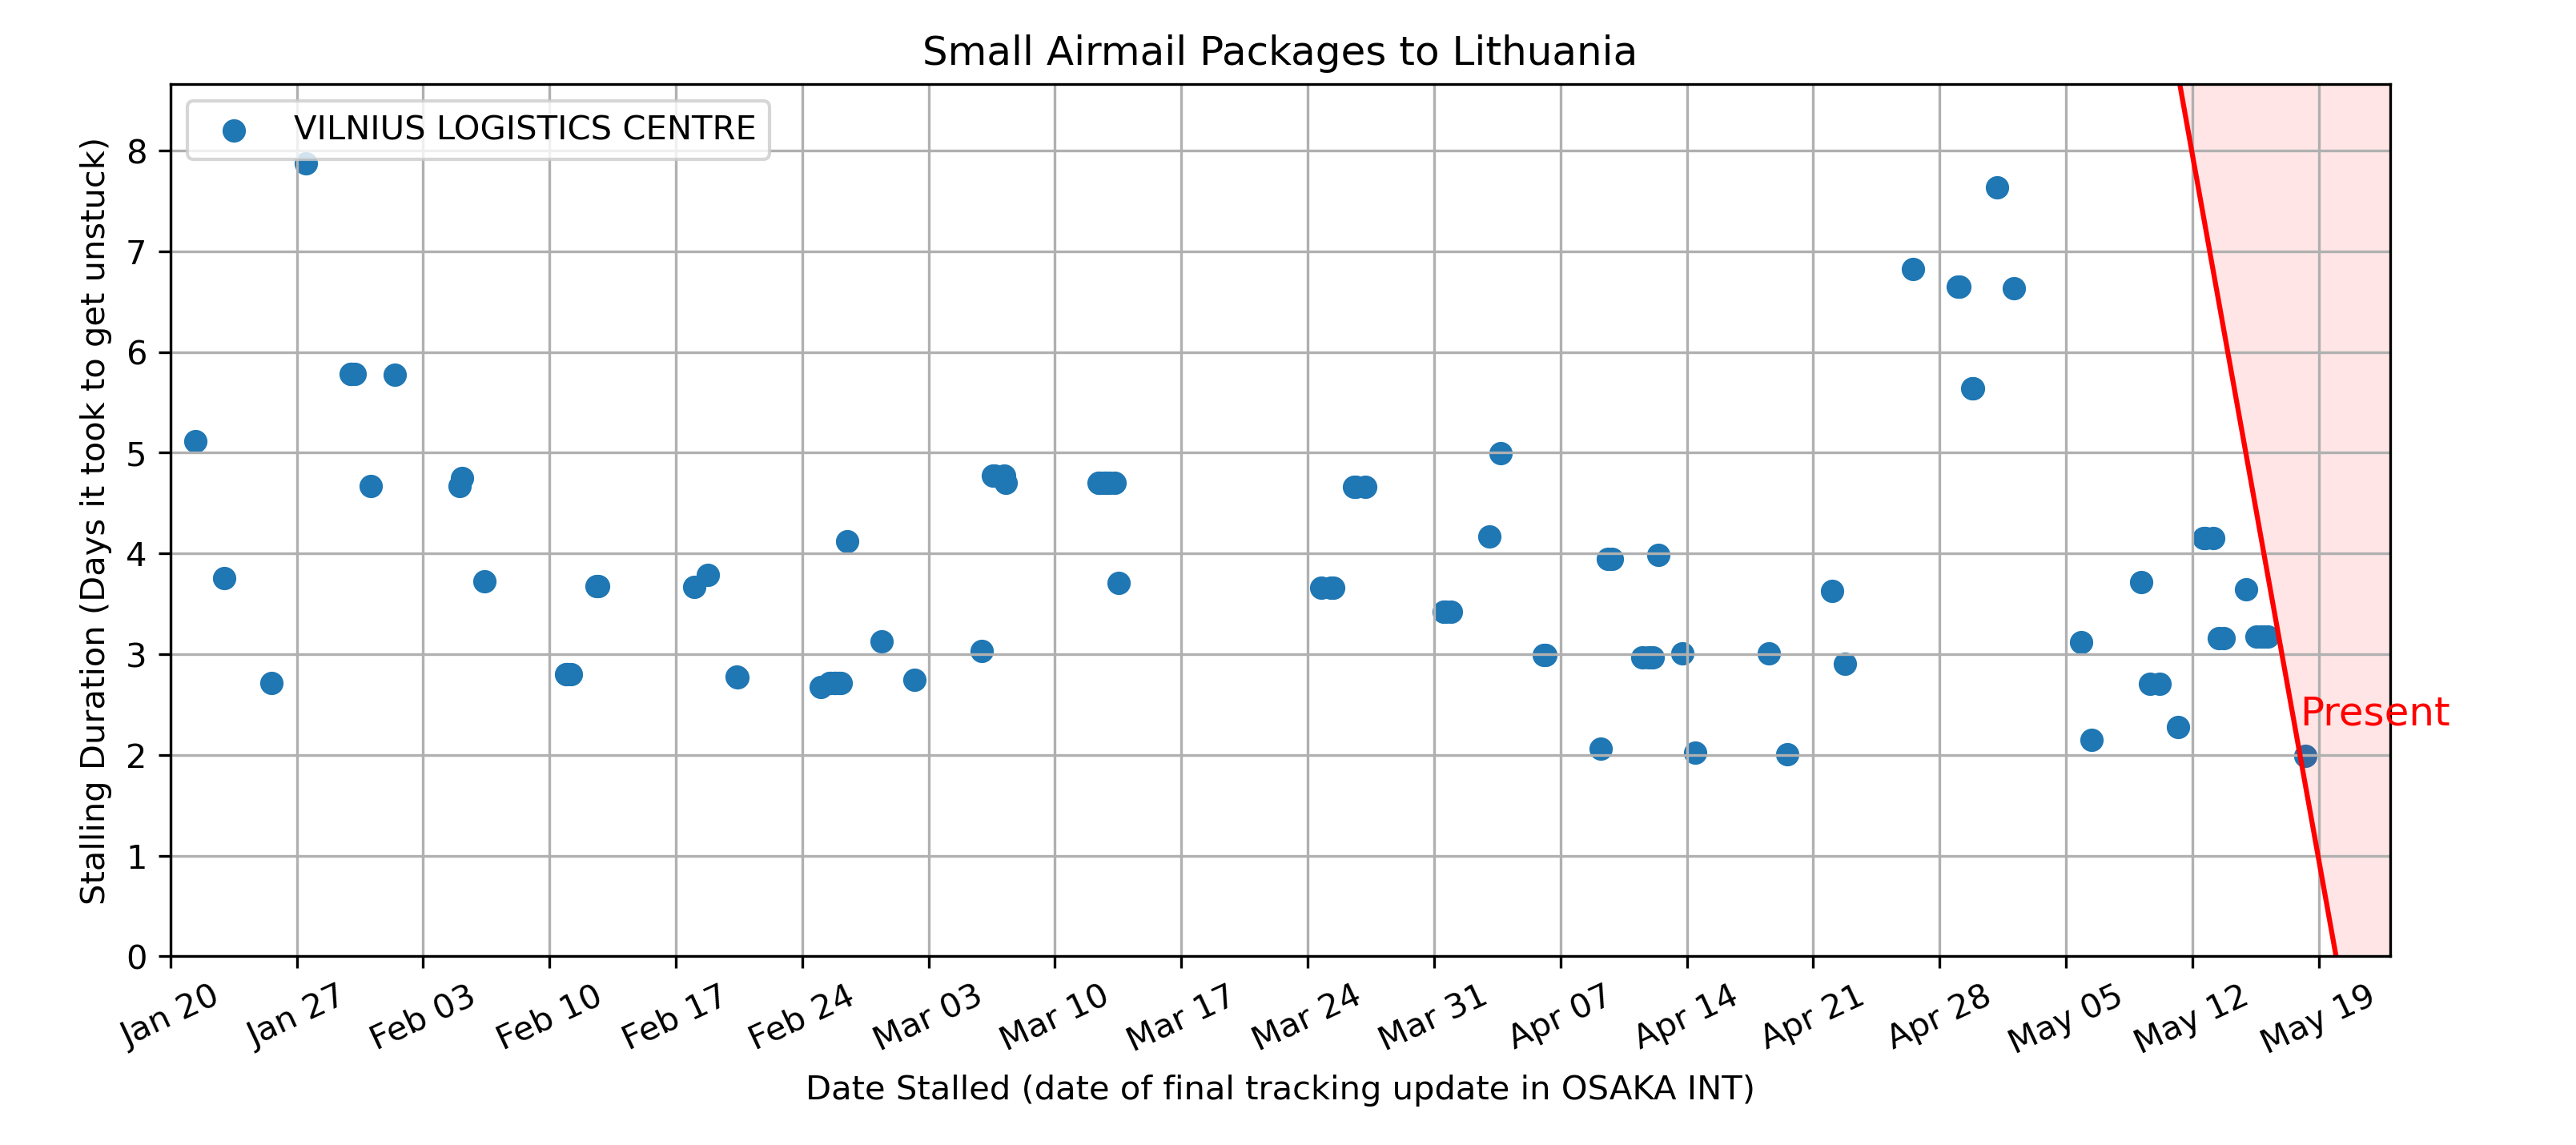 Small Airmail Packages to Lithuania
VILNIUS LOGISTICS CENTRE
Stalling Duration (Days it took to get unstuck)
8
7
6
5
4
3
2
1
0
Present
Jan 20
Jan 27
Feb 03
Feb 10
Feb 17
Feb 24
Mar 03
Mar 10
Mar 17
Mar 24
Mar 31
Apr 07
Apr 14
Apr 21
Apr 28
May 05
May 12
May 19
Date Stalled (date of final tracking update in OSAKA INT)